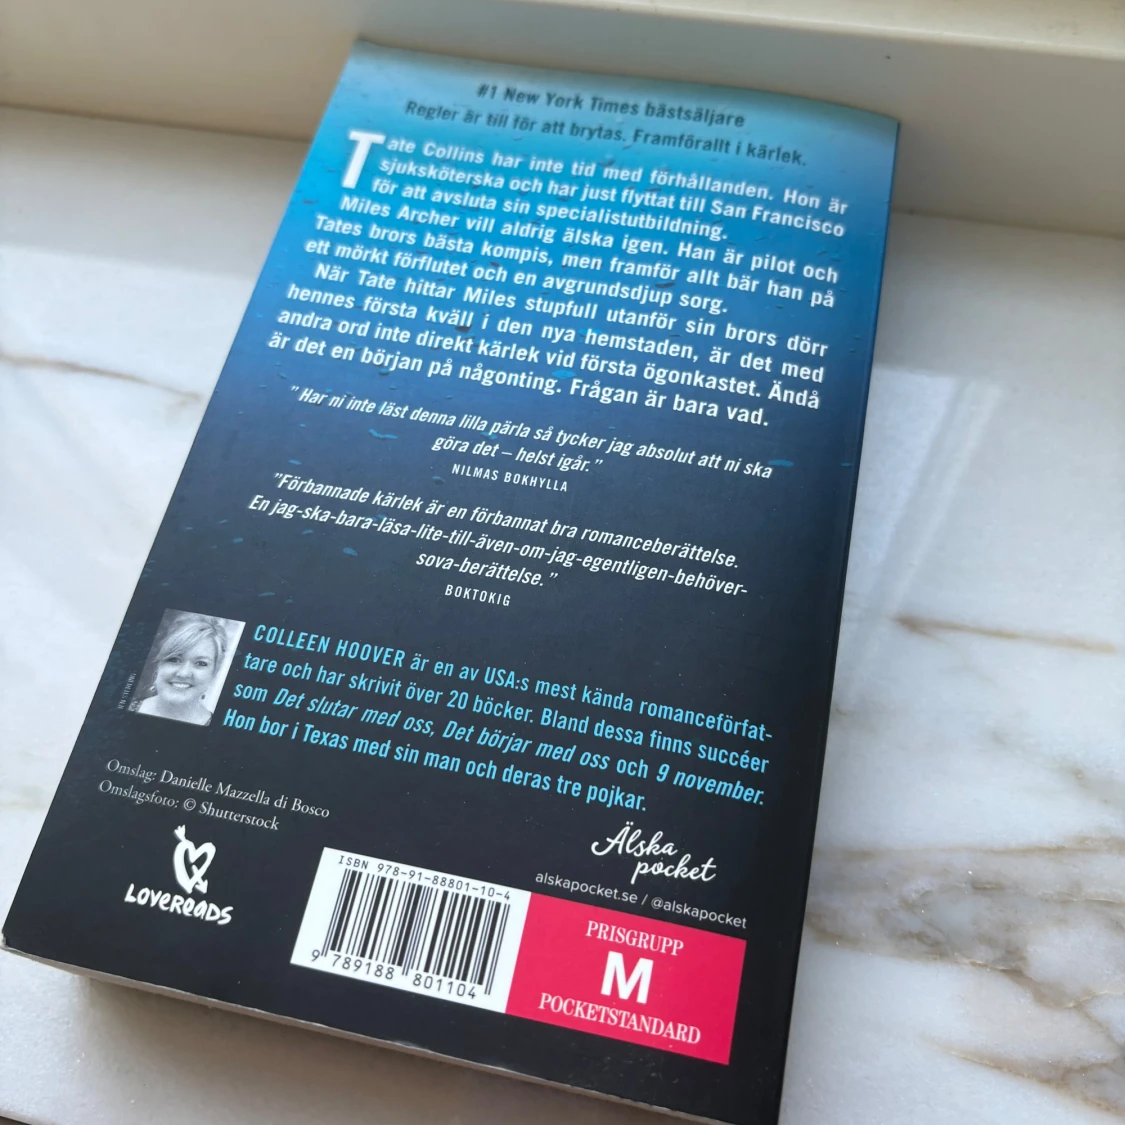 #1 New York Times bästsäljare
Regler är till för att brytas. Framförallt i kärlek.
Tate Collins har inte tid med förhållanden. Hon är
sjuksköterska och har just flyttat till San Francisco
för att avsluta sin specialistutbildning.
Miles Archer vill aldrig älska igen. Han är pilot och
Tates brors bästa kompis, men framför allt bär han på
ett mörkt förflutet och en avgrundsdjup sorg.
När Tate hittar Miles stupfull utanför sin brors dörr
hennes första kväll i den nya hemstaden, är det med
andra ord inte direkt kärlek vid första ögonkastet. Ändå
är det en början på någonting. Frågan är bara vad.
"Har ni inte läst denna lilla pärla så tycker jag absolut att ni ska
göra det – helst igår."
NILMAS BOKHYLLA
"Förbannade kärlek är en förbannat bra romanceberättelse.
En jag-ska-bara-läsa-lite-till-även-om-jag-egentligen-behöver-
sova-berättelse."
BOKTOKIG
COLLEEN HOOVER är en av USA:s mest kända romanceförfat-
tare och har skrivit över 20 böcker. Bland dessa finns succéer
som Det slutar med oss, Det börjar med oss och 9 november.
Hon bor i Texas med sin man och deras tre pojkar.
Omslag: Danielle Mazzella di Bosco
Omslagsfoto: © Shutterstock
LOVEREADS
Älska
pocket
alskapocket.se / @alskapocket
ISBN 978-91-88801-10-4
9 789188 801104
PRISGRUPP
M
POCKETSTANDARD